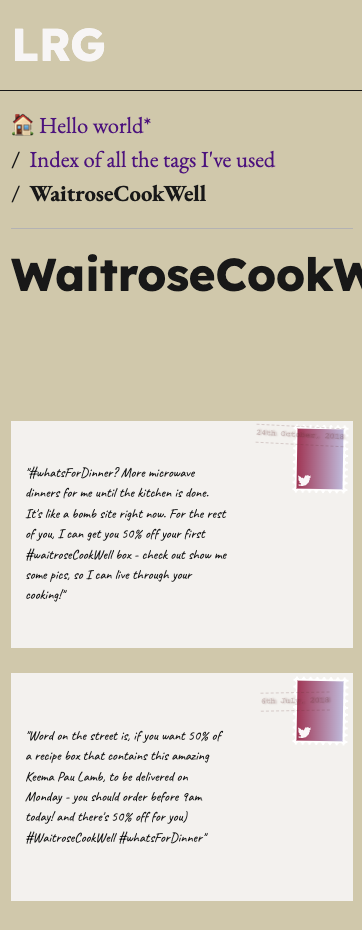 LRG
Hello world*
/ Index of all the tags I've used
/ WaitroseCookWell
WaitroseCookW
24th October, 2018
"#whatsForDinner? More microwave
dinners for me until the kitchen is done.
It's like a bomb site right now. For the rest
of you, I can get you 50% off your first
#waitroseCookWell box - check out show me
some pics, so I can live through your
cooking!"
6th July,
"Word on the street is, if you want 50% of
a recipe box that contains this amazing
Keema Pau Lamb, to be delivered on
Monday - you should order before 9am
today! and there's 50% off for you)
#WaitroseCookWell #whatsForDinner"